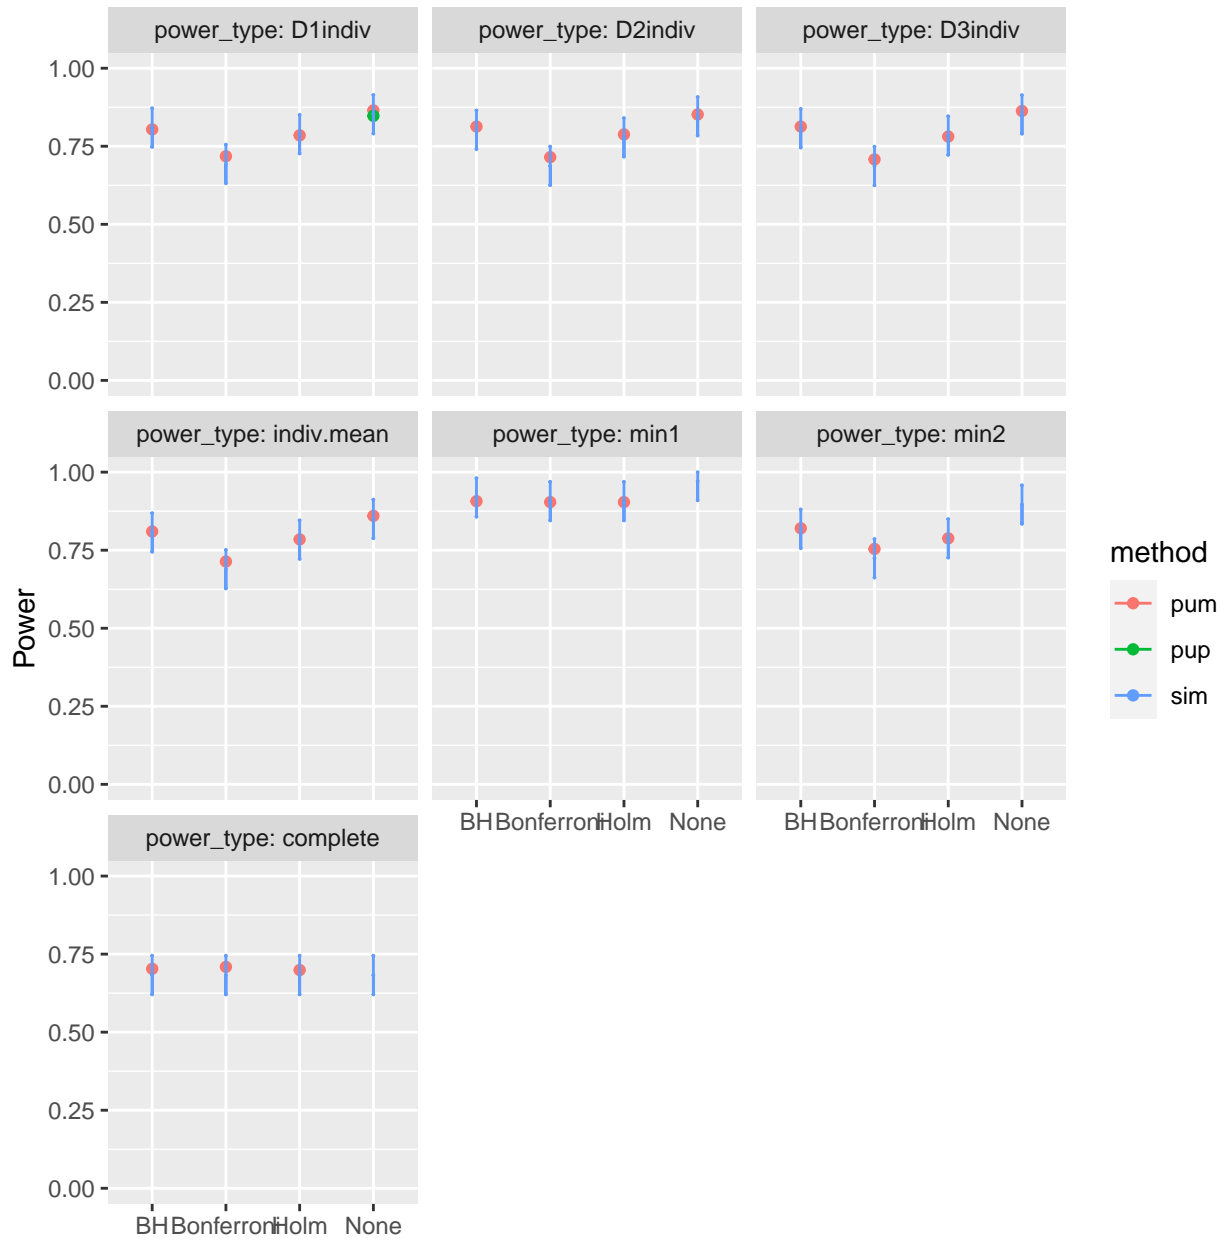 power_type: D1indiv
power_type: D2indiv
power_type: D3indiv
1.00
0.75
0.50
0.25
0.00
power_type: indiv.mean
power_type: min1
power_type: min2
1.00
0.75
0.50
0.25
0.00
Power
BH Bonferroni Holm None
BH Bonferroni Holm None
power_type: complete
1.00
0.75
0.50
0.25
0.00
BH Bonferroni Holm None
method
pum
pup
sim